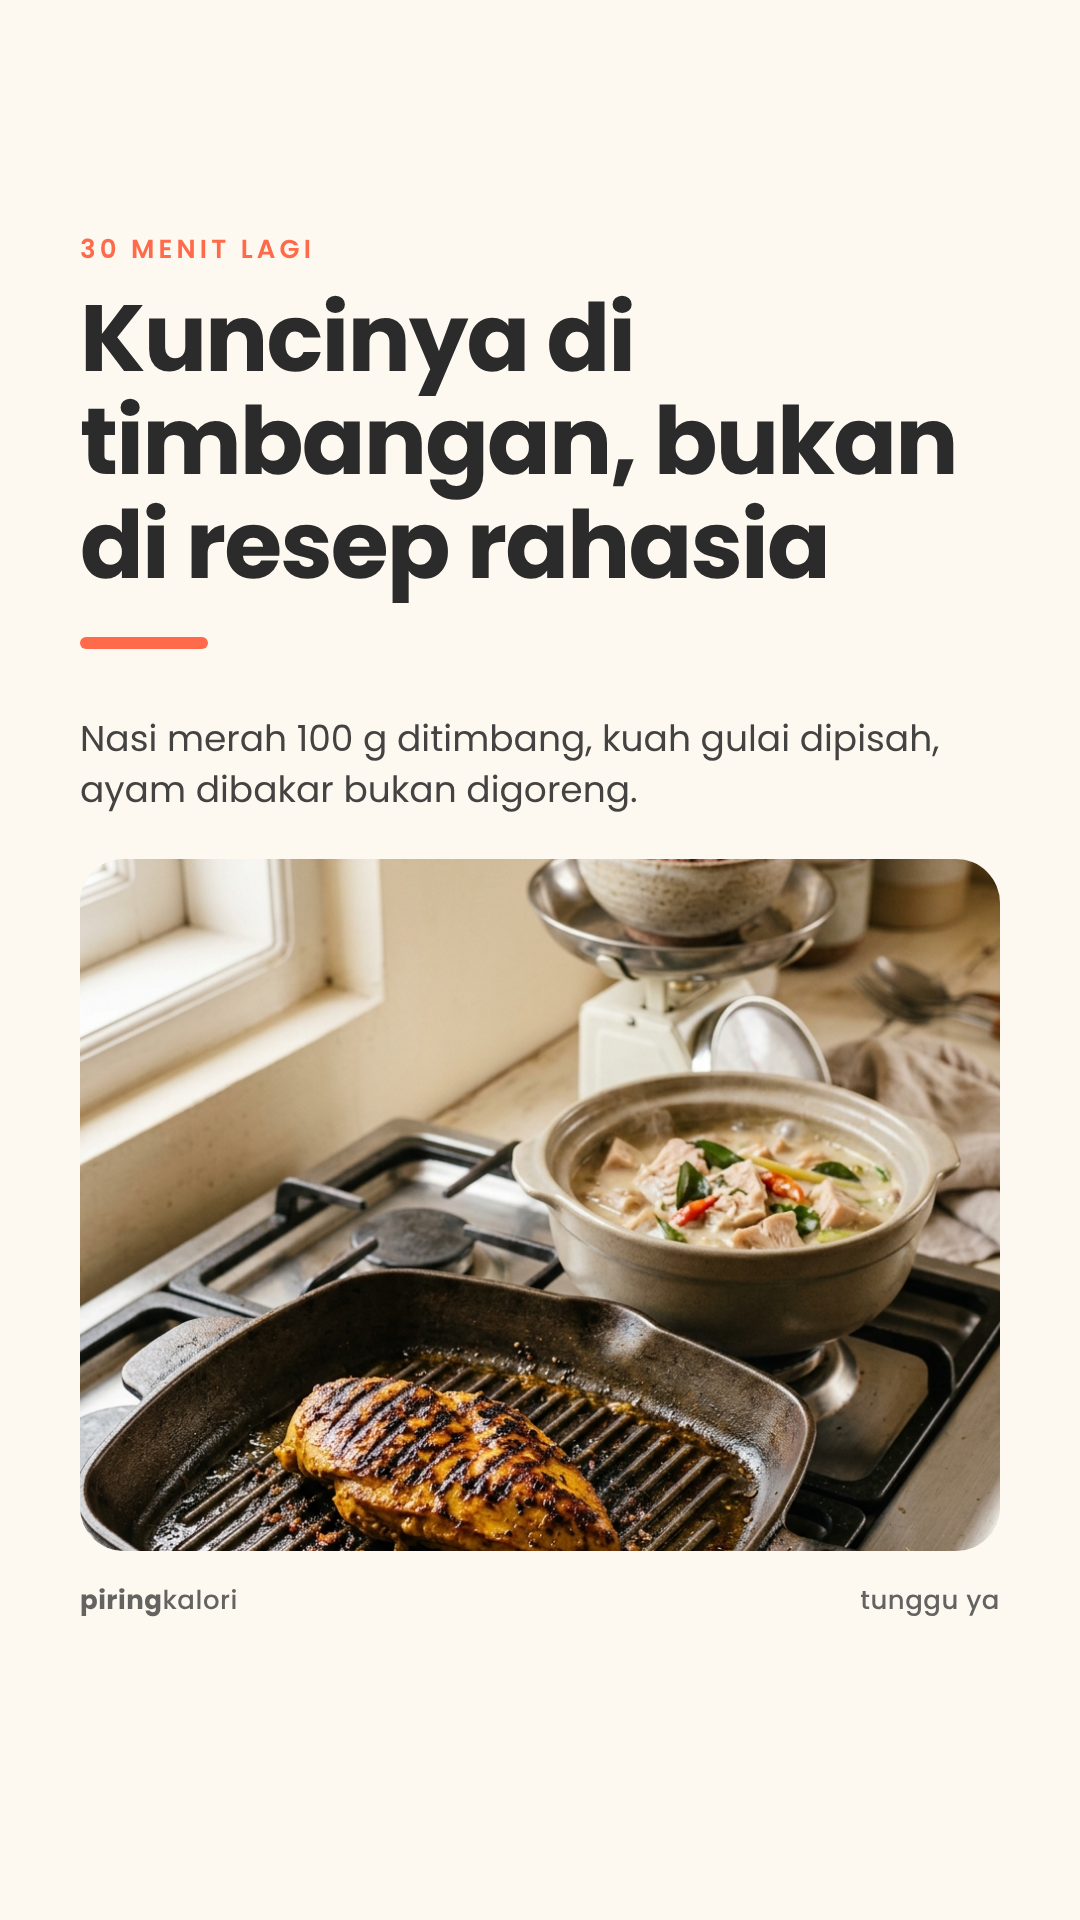 30 MENIT LAGI
Kuncinya di
timbangan, bukan
di resep rahasia
Nasi merah 100 g ditimbang, kuah gulai dipisah,
ayam dibakar bukan digoreng.
piringkalori
tunggu ya